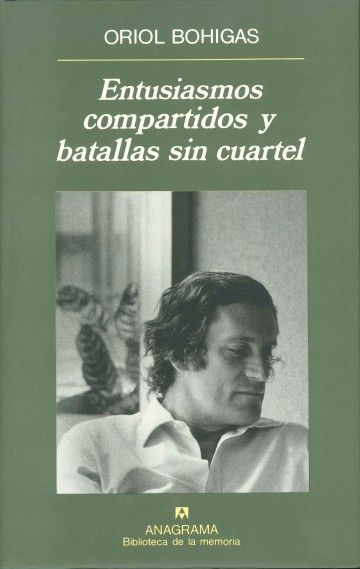 ORIOL BOHIGAS
Entusiasmos
compartidos y
batallas sin cuartel
ANAGRAMA
Biblioteca de la memoria